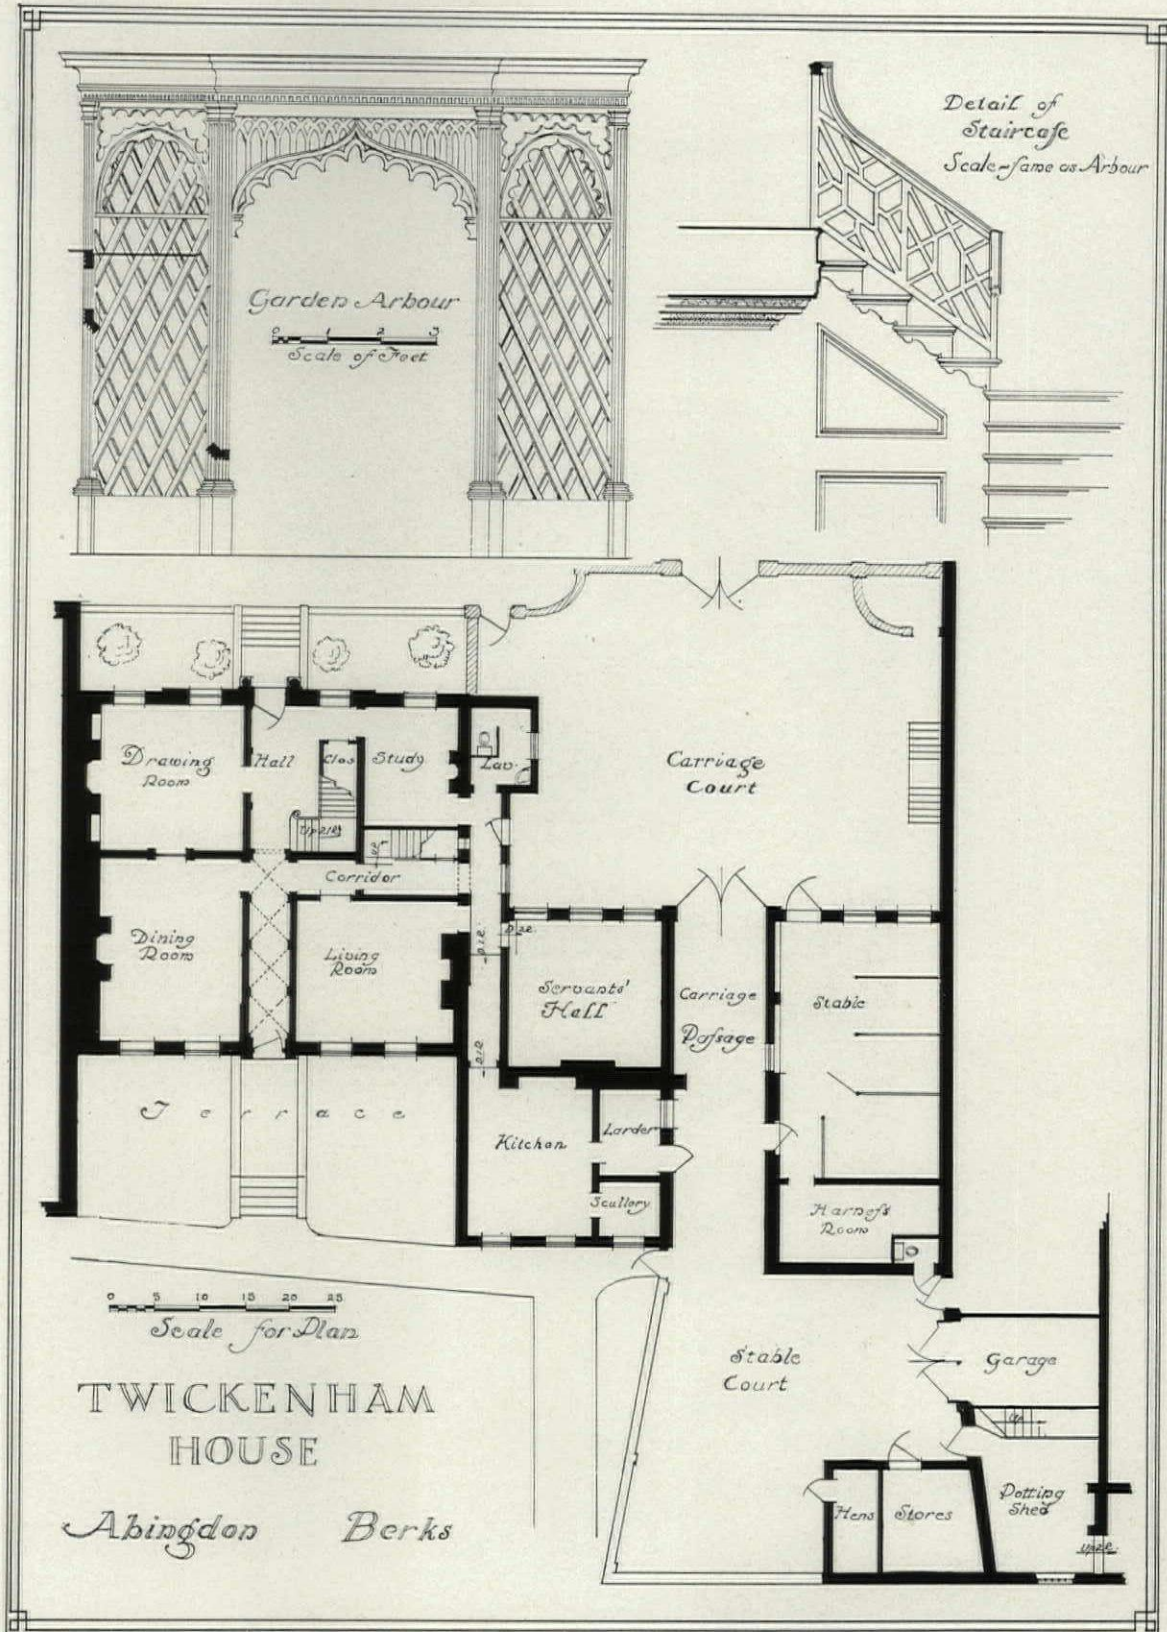 Detail of
Staircaſe
Scale-ſame as Arbour
Garden Arbour
0 1 2 3
Scale of Feet
Drawing
Room
Hall
Clos
Study
Lav.
Carriage
Court
Up
Corridor
Dining
Room
Living
Room
Servants'
Hall
Carriage
Paſsage
Stable
Terrace
Kitchen
Larder
Scullery
Harneſs
Room
0 5 10 15 20 25
Scale for Plan
TWICKENHAM
HOUSE
Abingdon Berks
Stable
Court
Garage
Up
Hens
Stores
Potting
Shed